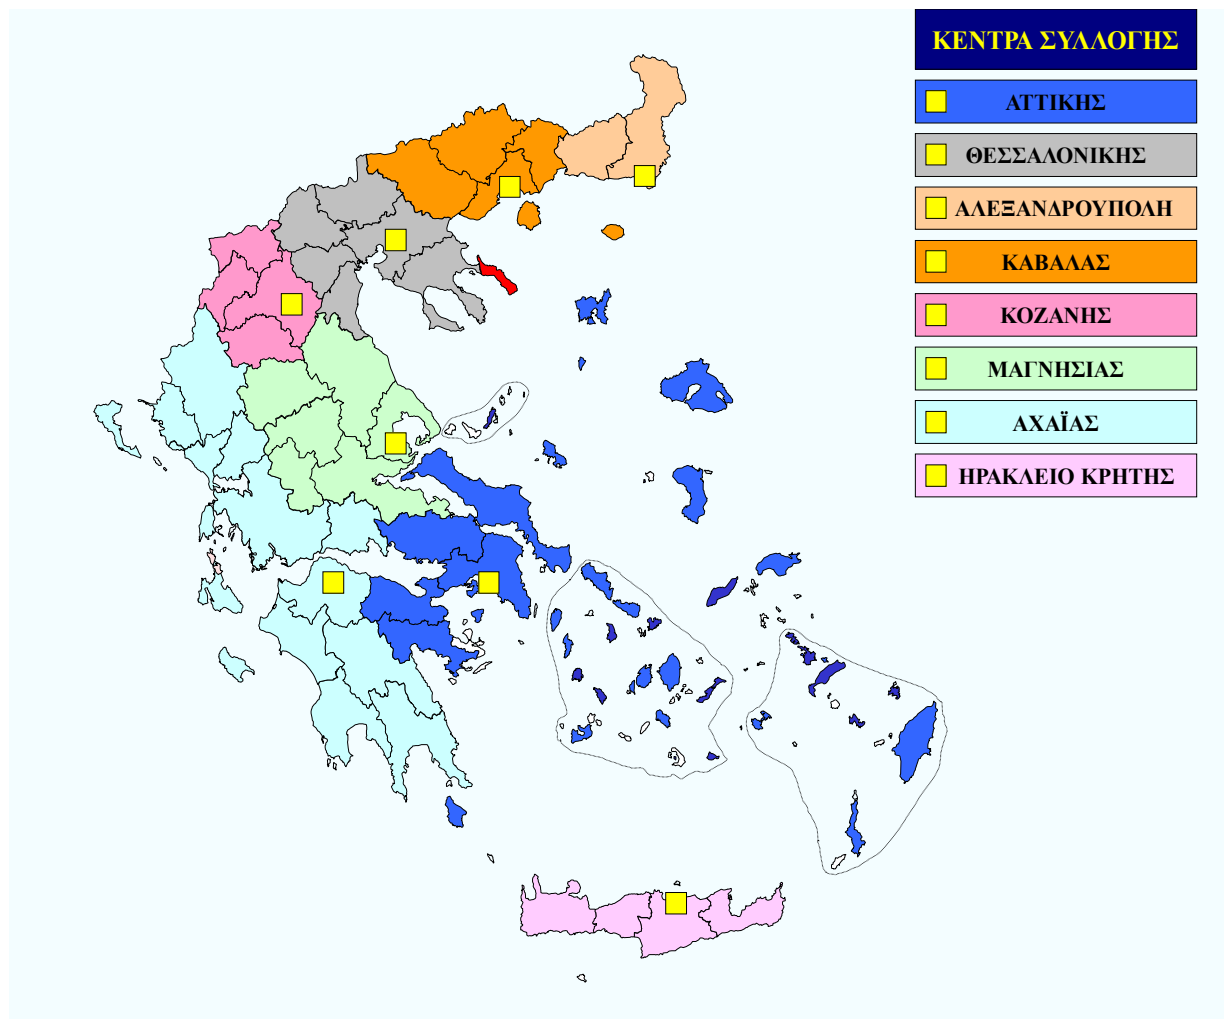 ΚΕΝΤΡΑ ΣΥΛΛΟΓΗΣ
ΑΤΤΙΚΗΣ
ΘΕΣΣΑΛΟΝΙΚΗΣ
ΑΛΕΞΑΝΔΡΟΥΠΟΛΗ
ΚΑΒΑΛΑΣ
ΚΟΖΑΝΗΣ
ΜΑΓΝΗΣΙΑΣ
ΑΧΑΪΑΣ
ΗΡΑΚΛΕΙΟ ΚΡΗΤΗΣ